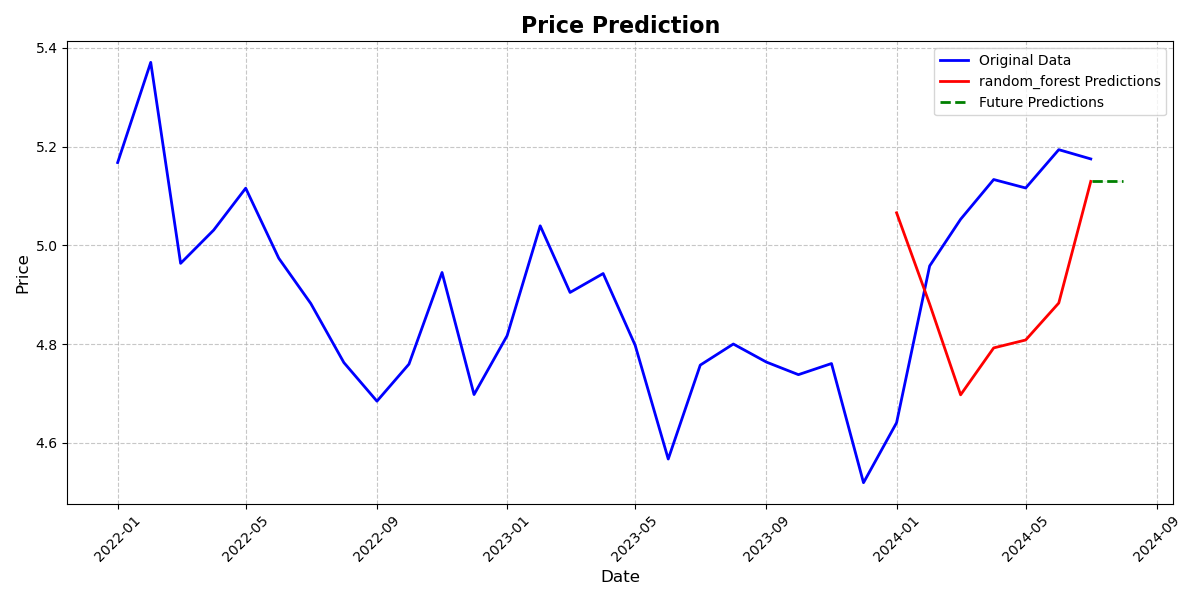 Price Prediction
Original Data
random_forest Predictions
Future Predictions
Price
5.4
5.2
5.0
4.8
4.6
2022-01
2022-05
2022-09
2023-01
2023-05
2023-09
2024-01
2024-05
2024-09
Date